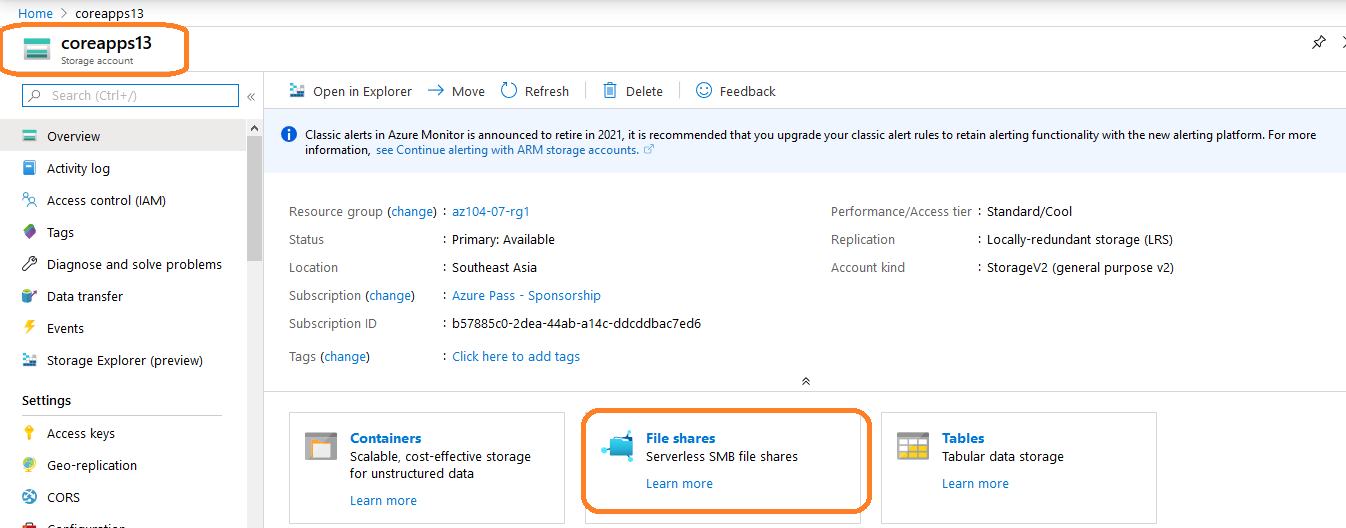 Home > coreapps13
coreapps13
Storage account
Search (Ctrl+/)
«
Overview
Activity log
Access control (IAM)
Tags
Diagnose and solve problems
Data transfer
Events
Storage Explorer (preview)
Settings
Access keys
Geo-replication
CORS
Configuration
Open in Explorer
Move
Refresh
Delete
Feedback
Classic alerts in Azure Monitor is announced to retire in 2021, it is recommended that you upgrade your classic alert rules to retain alerting functionality with the new alerting platform. For more
information, see Continue alerting with ARM storage accounts.
Resource group (change) : az104-07-rg1
Status : Primary: Available
Location : Southeast Asia
Subscription (change) : Azure Pass - Sponsorship
Subscription ID : b57885c0-2dea-44ab-a14c-ddcddbac7ed6
Tags (change) : Click here to add tags
Performance/Access tier : Standard/Cool
Replication : Locally-redundant storage (LRS)
Account kind : StorageV2 (general purpose v2)
Containers
Scalable, cost-effective storage
for unstructured data
Learn more
File shares
Serverless SMB file shares
Learn more
Tables
Tabular data storage
Learn more